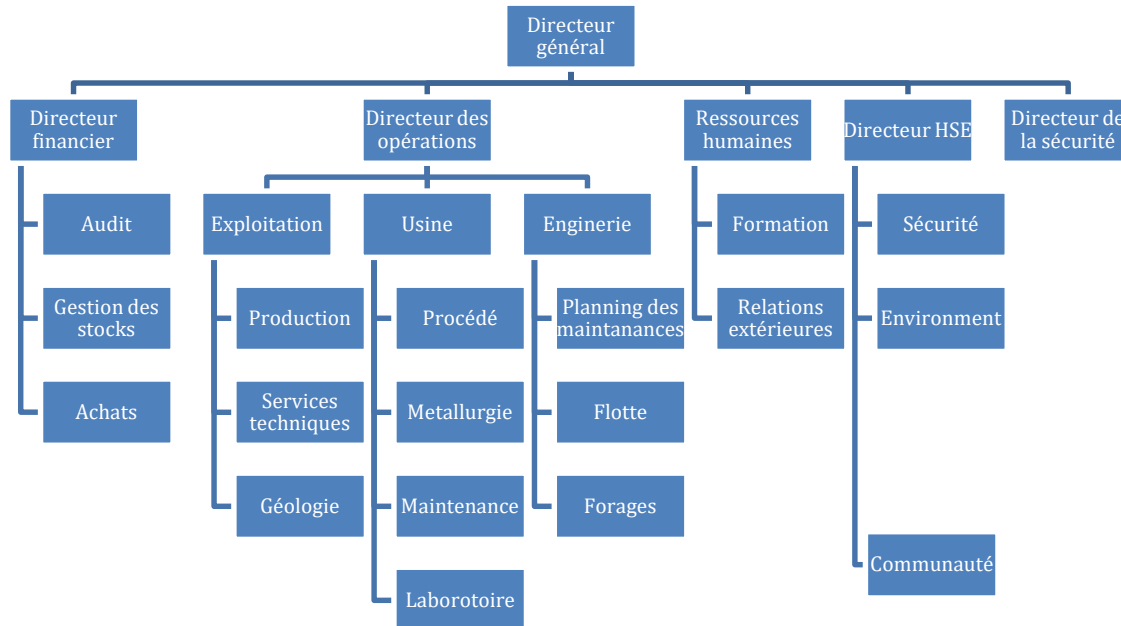 Directeur
général
Directeur
financier
Directeur des
opérations
Ressources
humaines
Directeur HSE
Directeur de
la sécurité
Audit
Exploitation
Usine
Enginerie
Formation
Sécurité
Gestion des
stocks
Production
Procédé
Planning des
maintanances
Relations
extérieures
Environment
Achats
Services
techniques
Metallurgie
Flotte
Géologie
Maintenance
Forages
Communauté
Laborotoire